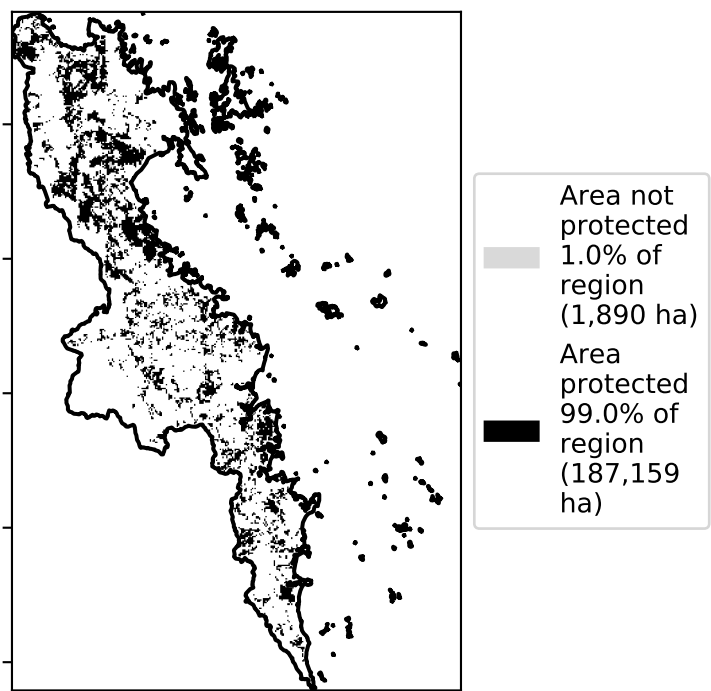 Area not
protected
1.0% of
region
(1,890 ha)
Area
protected
99.0% of
region
(187,159
ha)